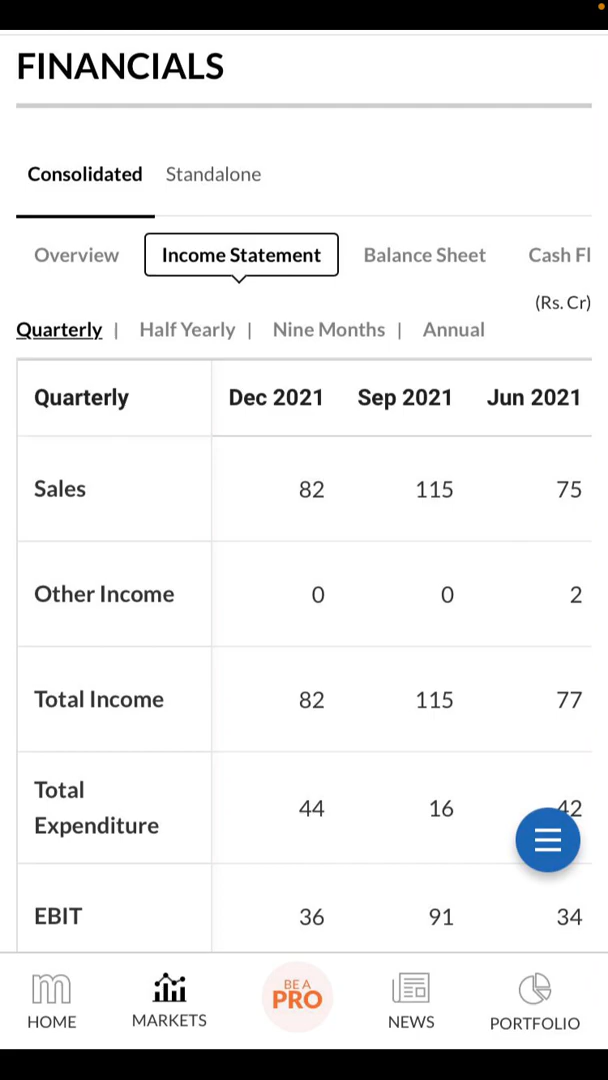 FINANCIALS
Consolidated Standalone
Overview Income Statement Balance Sheet Cash Fl
(Rs. Cr)
Quarterly | Half Yearly | Nine Months | Annual
Quarterly Dec 2021 Sep 2021 Jun 2021
Sales 82 115 75
Other Income 0 0 2
Total Income 82 115 77
Total
Expenditure 44 16 42
EBIT 36 91 34
m
BE A
PRO
HOME MARKETS NEWS PORTFOLIO